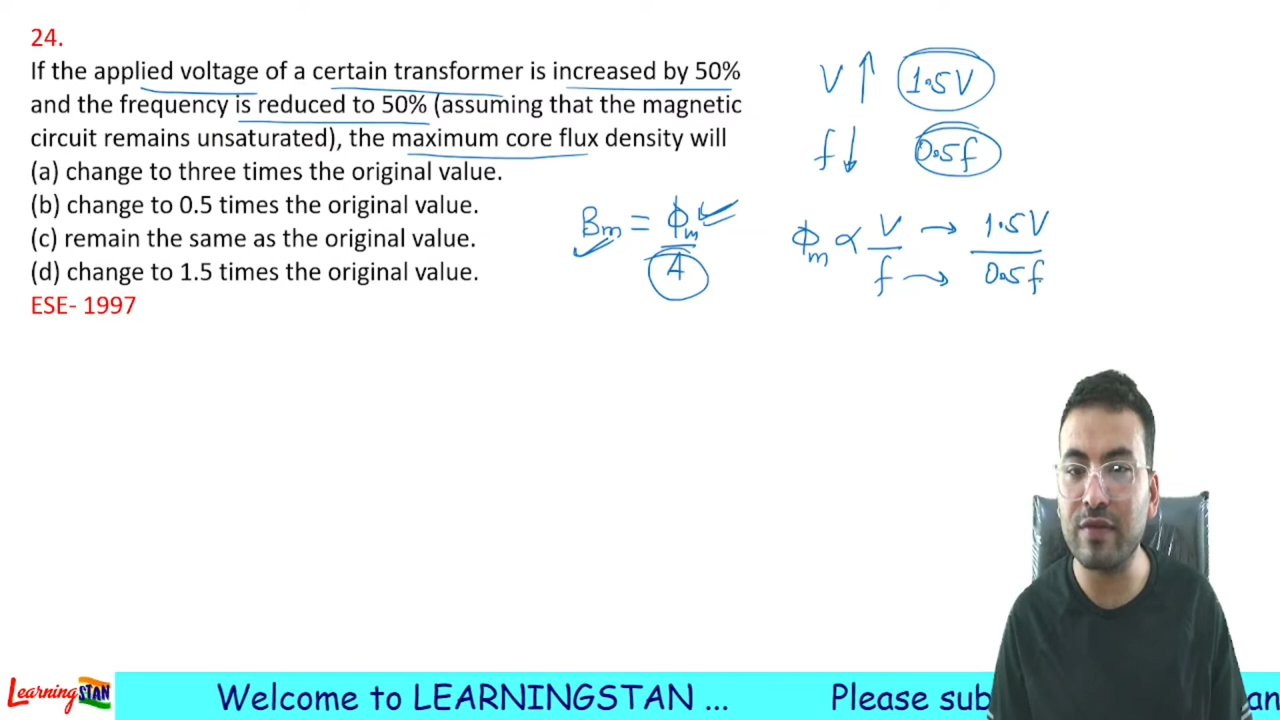 24.
If the applied voltage of a certain transformer is increased by 50%
and the frequency is reduced to 50% (assuming that the magnetic
circuit remains unsaturated), the maximum core flux density will
(a) change to three times the original value.
(b) change to 0.5 times the original value.
(c) remain the same as the original value.
(d) change to 1.5 times the original value.
ESE- 1997
V ↑ 1.5V
f ↓ 0.5f
Bm = ϕm / A
ϕm ∝ V / f → 1.5V / 0.5f
LearningSTAN
Welcome to LEARNINGSTAN ...
Please sub
an